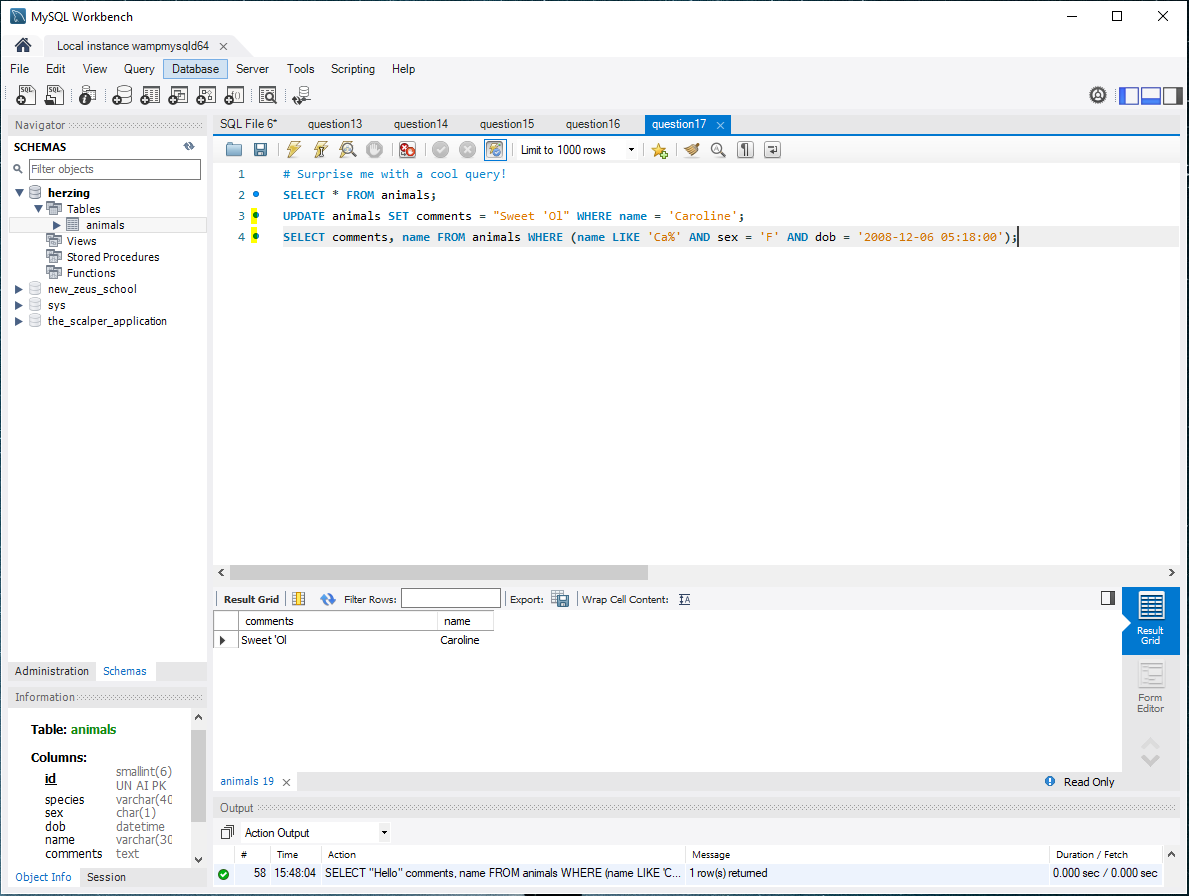 MySQL Workbench
Local instance wampmysqld64
File Edit View Query Database Server Tools Scripting Help
Navigator
SCHEMAS
Filter objects
herzing
Tables
animals
Views
Stored Procedures
Functions
new_zeus_school
sys
the_scalper_application
Administration Schemas
Information
Table: animals
Columns:
id smallint(6)
UN AI PK
species varchar(40
sex char(1)
dob datetime
name varchar(30
comments text
Object Info Session
SQL File 6* question13 question14 question15 question16 question17
Limit to 1000 rows
1 # Surprise me with a cool query!
2 SELECT * FROM animals;
3 UPDATE animals SET comments = "Sweet 'Ol" WHERE name = 'Caroline';
4 SELECT comments, name FROM animals WHERE (name LIKE 'Ca%' AND sex = 'F' AND dob = '2008-12-06 05:18:00');
Result Grid Filter Rows: Export: Wrap Cell Content:
comments name
Sweet 'Ol Caroline
Result
Grid
Form
Editor
animals 19 Read Only
Output
Action Output
# Time Action Message Duration / Fetch
58 15:48:04 SELECT "Hello" comments, name FROM animals WHERE (name LIKE 'C... 1 row(s) returned 0.000 sec / 0.000 sec